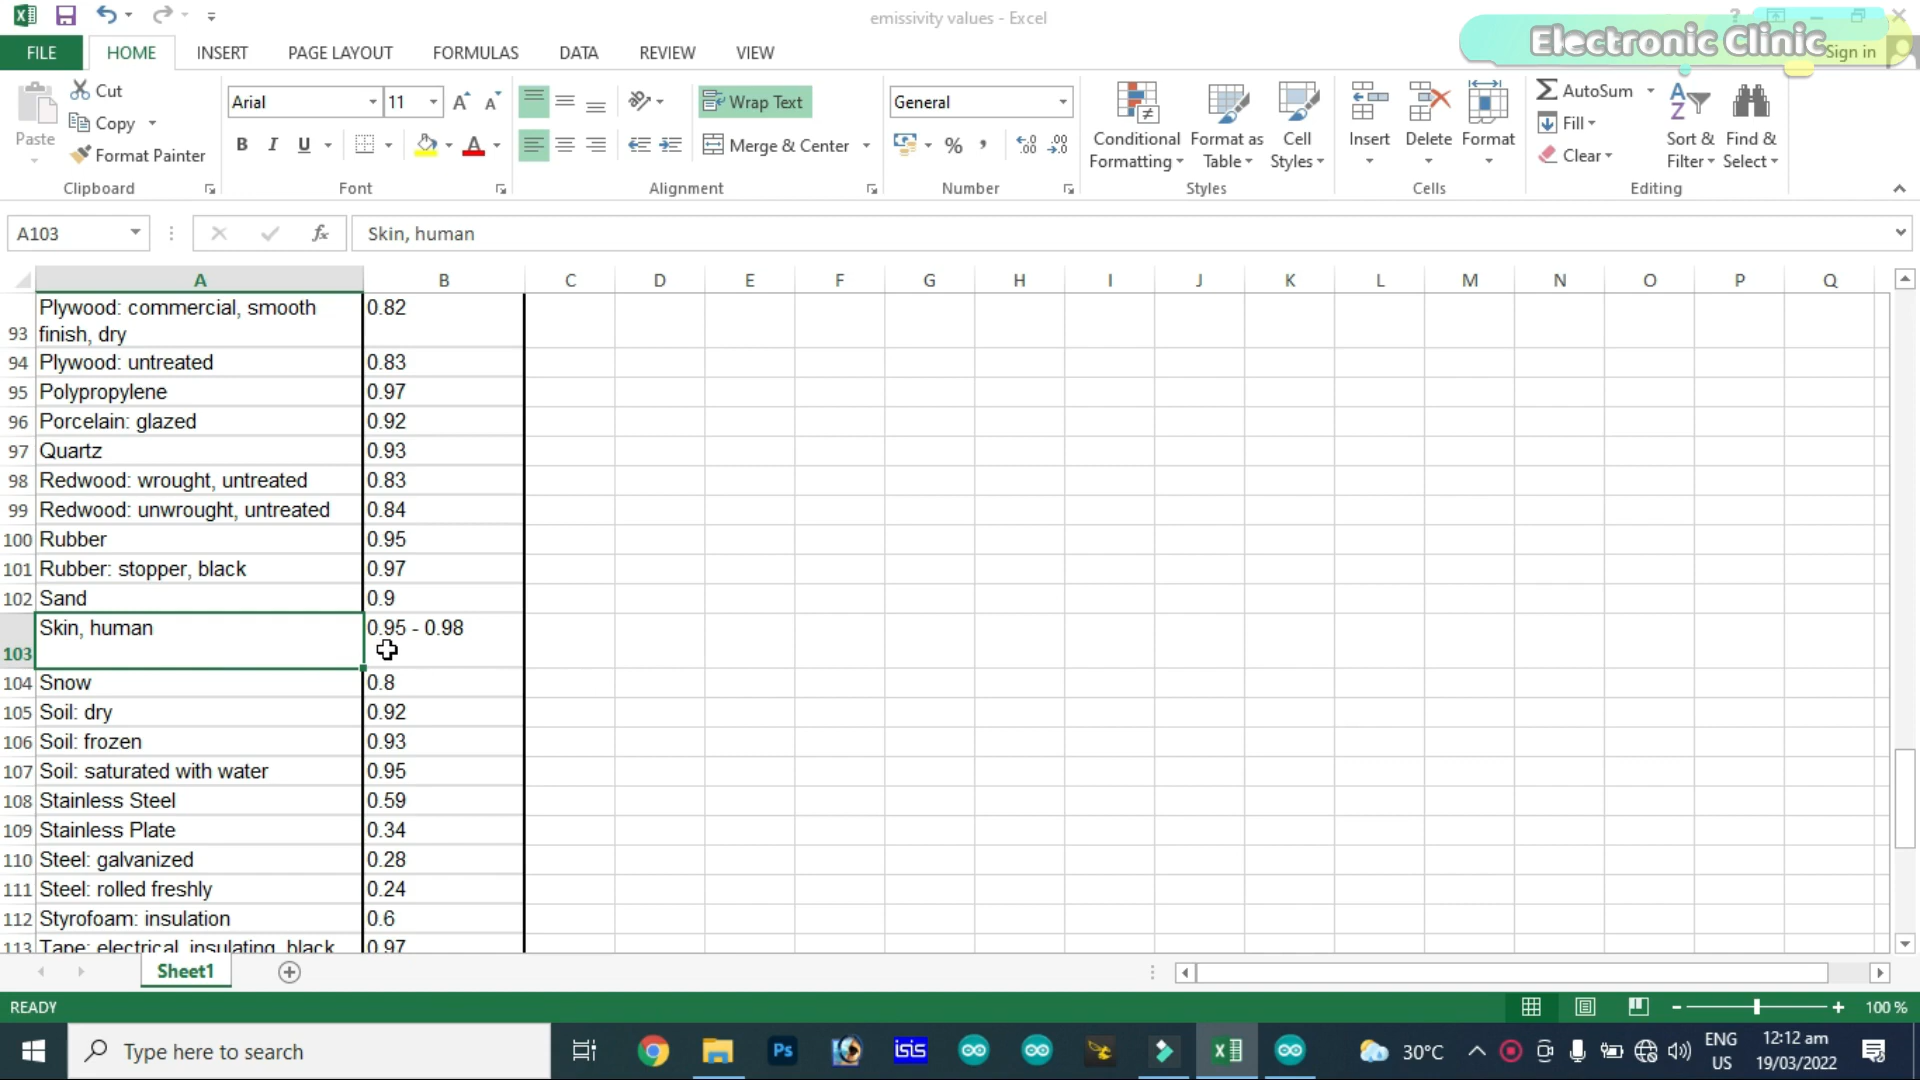 emissivity values - Excel
?
Electronic Clinic
Sign in
FILE HOME INSERT PAGE LAYOUT FORMULAS DATA REVIEW VIEW
Paste
Cut
Copy
Format Painter
Clipboard
Arial 11
B I U
Font
Wrap Text
Merge & Center
Alignment
General
%
Number
Conditional Formatting
Format as Table
Cell Styles
Styles
Insert
Delete
Format
Cells
AutoSum
Fill
Clear
Sort & Filter
Find & Select
Editing
A103 fx Skin, human
A B C D E F G H I J K L M N O P Q
93 Plywood: commercial, smooth finish, dry 0.82
94 Plywood: untreated 0.83
95 Polypropylene 0.97
96 Porcelain: glazed 0.92
97 Quartz 0.93
98 Redwood: wrought, untreated 0.83
99 Redwood: unwrought, untreated 0.84
100 Rubber 0.95
101 Rubber: stopper, black 0.97
102 Sand 0.9
103 Skin, human 0.95 - 0.98
104 Snow 0.8
105 Soil: dry 0.92
106 Soil: frozen 0.93
107 Soil: saturated with water 0.95
108 Stainless Steel 0.59
109 Stainless Plate 0.34
110 Steel: galvanized 0.28
111 Steel: rolled freshly 0.24
112 Styrofoam: insulation 0.6
113 Tape: electrical, insulating, black 0.97
Sheet1
READY
100 %
Type here to search
Ps
isis
30°C
ENG
US
12:12 am
19/03/2022